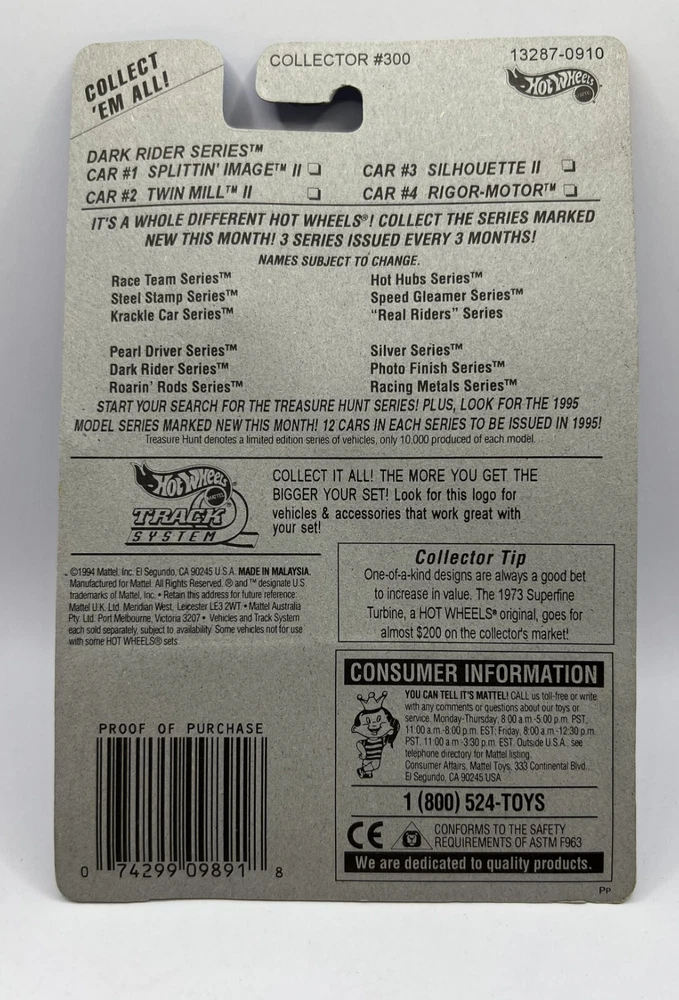 COLLECT
'EM ALL!
COLLECTOR #300
13287-0910
HOT WHEELS
MATTEL
DARK RIDER SERIES™
CAR #1 SPLITTIN' IMAGE™ II ❑
CAR #3 SILHOUETTE II ❑
CAR #2 TWIN MILL™ II ❑
CAR #4 RIGOR-MOTOR™ ❑
IT'S A WHOLE DIFFERENT HOT WHEELS®! COLLECT THE SERIES MARKED
NEW THIS MONTH! 3 SERIES ISSUED EVERY 3 MONTHS!
NAMES SUBJECT TO CHANGE.
Race Team Series™
Steel Stamp Series™
Krackle Car Series™
Hot Hubs Series™
Speed Gleamer Series™
"Real Riders" Series
Pearl Driver Series™
Dark Rider Series™
Roarin' Rods Series™
Silver Series™
Photo Finish Series™
Racing Metals Series™
START YOUR SEARCH FOR THE TREASURE HUNT SERIES! PLUS, LOOK FOR THE 1995
MODEL SERIES MARKED NEW THIS MONTH! 12 CARS IN EACH SERIES TO BE ISSUED IN 1995!
Treasure Hunt denotes a limited edition series of vehicles, only 10,000 produced of each model.
HOT WHEELS
MATTEL
TRACK
SYSTEM
COLLECT IT ALL! THE MORE YOU GET THE
BIGGER YOUR SET! Look for this logo for
vehicles & accessories that work great with
your set!
©1994 Mattel, Inc. El Segundo, CA 90245 U.S.A. MADE IN MALAYSIA.
Manufactured for Mattel. All Rights Reserved. ® and ™ designate U.S.
trademarks of Mattel, Inc. • Retain this address for future reference:
Mattel U.K. Ltd. Meridian West, Leicester LE3 2WT • Mattel Australia
Pty. Ltd. Port Melbourne, Victoria 3207 • Vehicles and Track System
each sold separately, subject to availability. Some vehicles not for use
with some HOT WHEELS® sets.
Collector Tip
One-of-a-kind designs are always a good bet
to increase in value. The 1973 Superfine
Turbine, a HOT WHEELS® original, goes for
almost $200 on the collector's market!
CONSUMER INFORMATION
YOU CAN TELL IT'S MATTEL! CALL us toll-free or write
with any comments or questions about our toys or
service. Monday-Thursday, 8:00 a.m.-5:00 p.m. PST,
11:00 a.m.-8:00 p.m. EST; Friday, 8:00 a.m.-12:30 p.m.
PST, 11:00 a.m.-3:30 p.m. EST. Outside U.S.A., see
telephone directory for Mattel listing.
Consumer Affairs, Mattel Toys, 333 Continental Blvd.,
El Segundo, CA 90245 USA
1 (800) 524-TOYS
CE
CONFORMS TO THE SAFETY
REQUIREMENTS OF ASTM F963
We are dedicated to quality products.
PROOF OF PURCHASE
0 74299 09891 8
PP